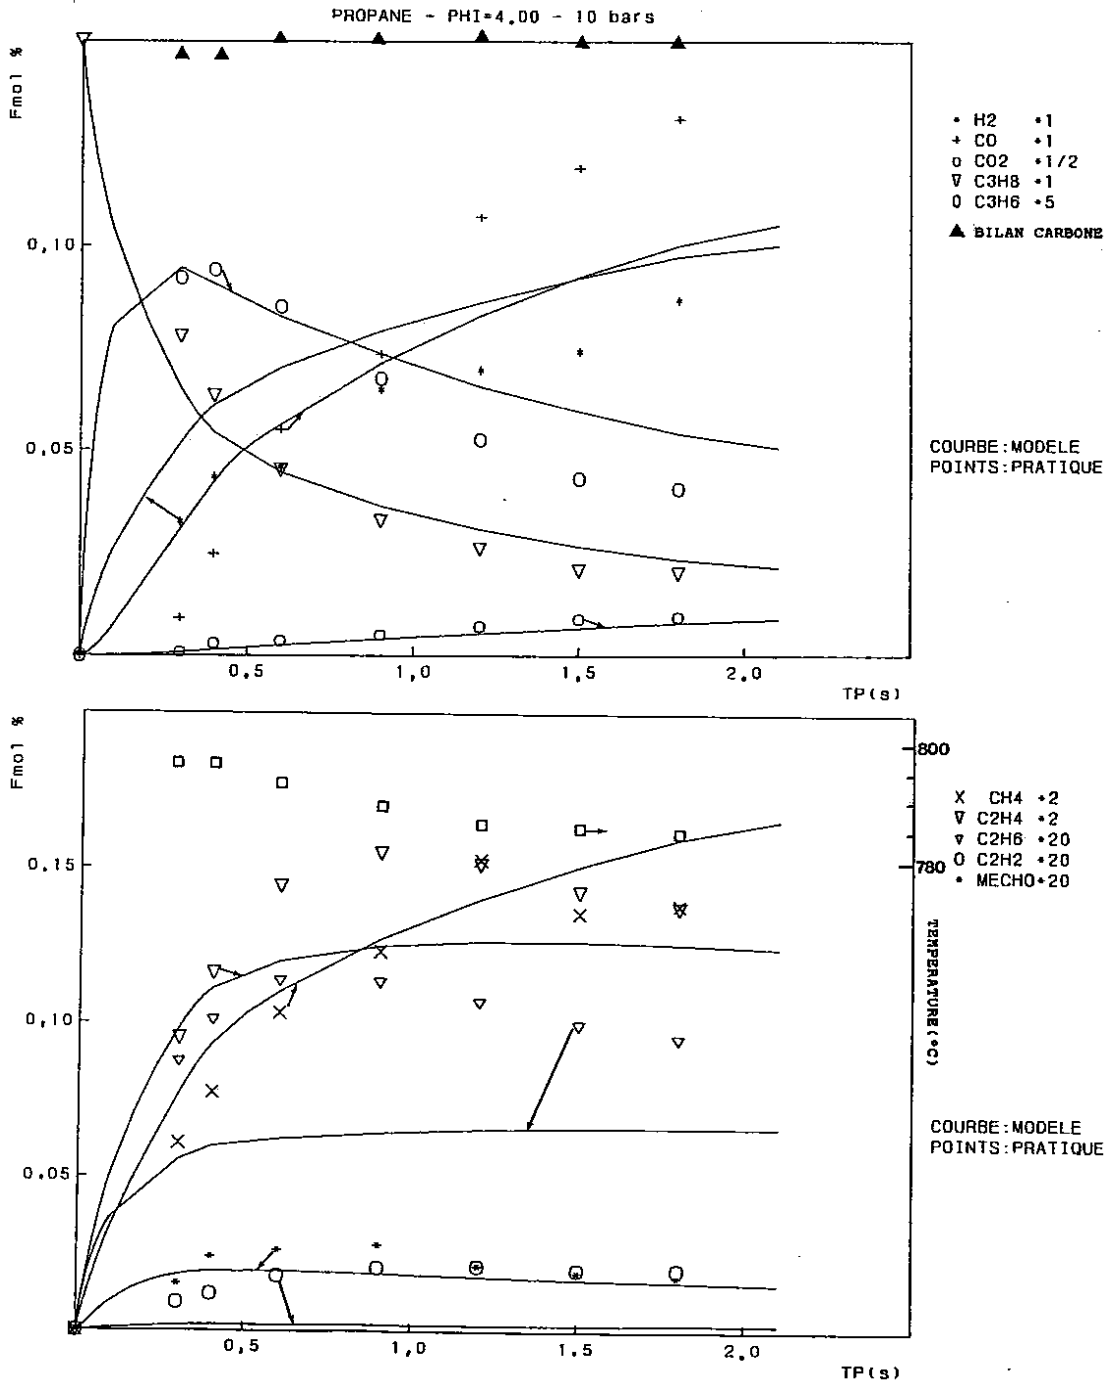 PROPANE - PHI=4.00 - 10 bars
Fmol %
0,10
0,05
0,5
1,0
1,5
2.0
TP(s)
* H2 *1
+ CO *1
O CO2 *1/2
∇ C3H8 *1
O C3H6 *5
▲ BILAN CARBONE
COURBE:MODELE
POINTS:PRATIQUE
Fmol %
0.15
0,10
0.05
0,5
1,0
1.5
2.0
TP(s)
800
780
TEMPERATURE(°C)
X CH4 *2
∇ C2H4 *2
∇ C2H6 *20
O C2H2 *20
* MECHO*20
COURBE:MODELE
POINTS:PRATIQUE